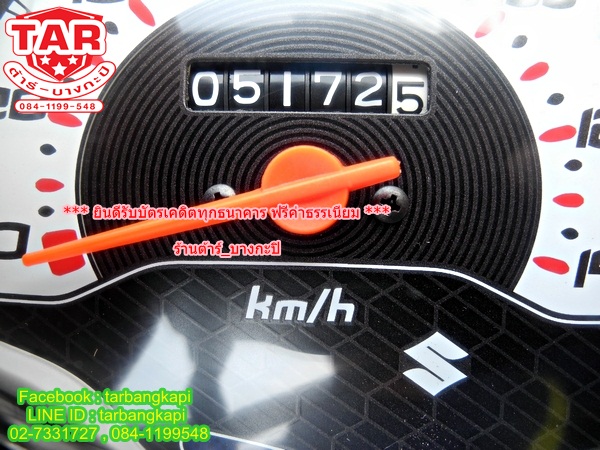 TAR
ต้าร์-บางกะปิ
084-1199-548
051725
*** ยินดีรับบัตรเคดิตทุกธนาคาร ฟรีค่าธรเนียม ***
ร้านต้าร์_บางกะปิ
0
km/h
Facebook : tarbangkapi
LINE ID : tarbangkapi
02-7331727 , 084-1199548